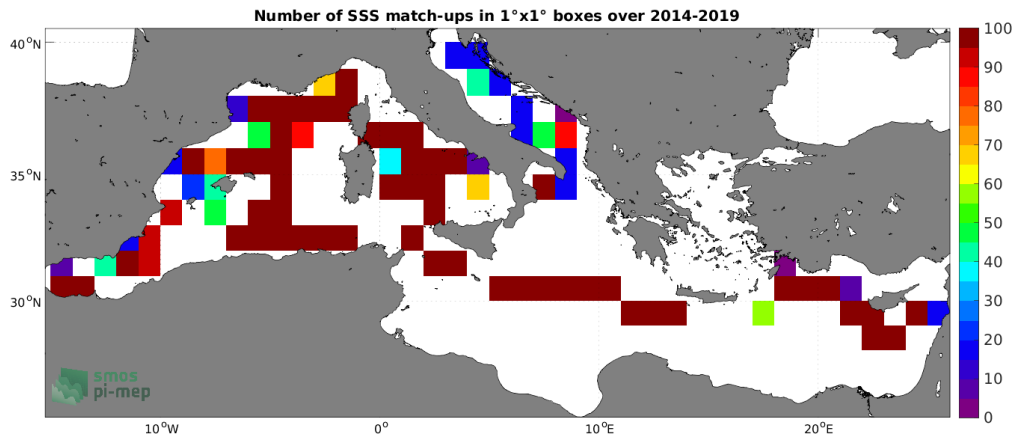 Number of SSS match-ups in 1°x1° boxes over 2014-2019
40°N
35°N
30°N
10°W
0°
10°E
20°E
100
90
80
70
60
50
40
30
20
10
0
smos
pi-mep